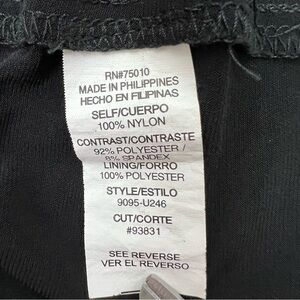 RN#75010
MADE IN PHILIPPINES
HECHO EN FILIPINAS
SELF/CUERPO
100% NYLON
CONTRAST/CONTRASTE
92% POLYESTER /
8% SPANDEX
LINING/FORRO
100% POLYESTER
STYLE/ESTILO
9095-U246
CUT/CORTE
#93831
SEE REVERSE
VER EL REVERSO